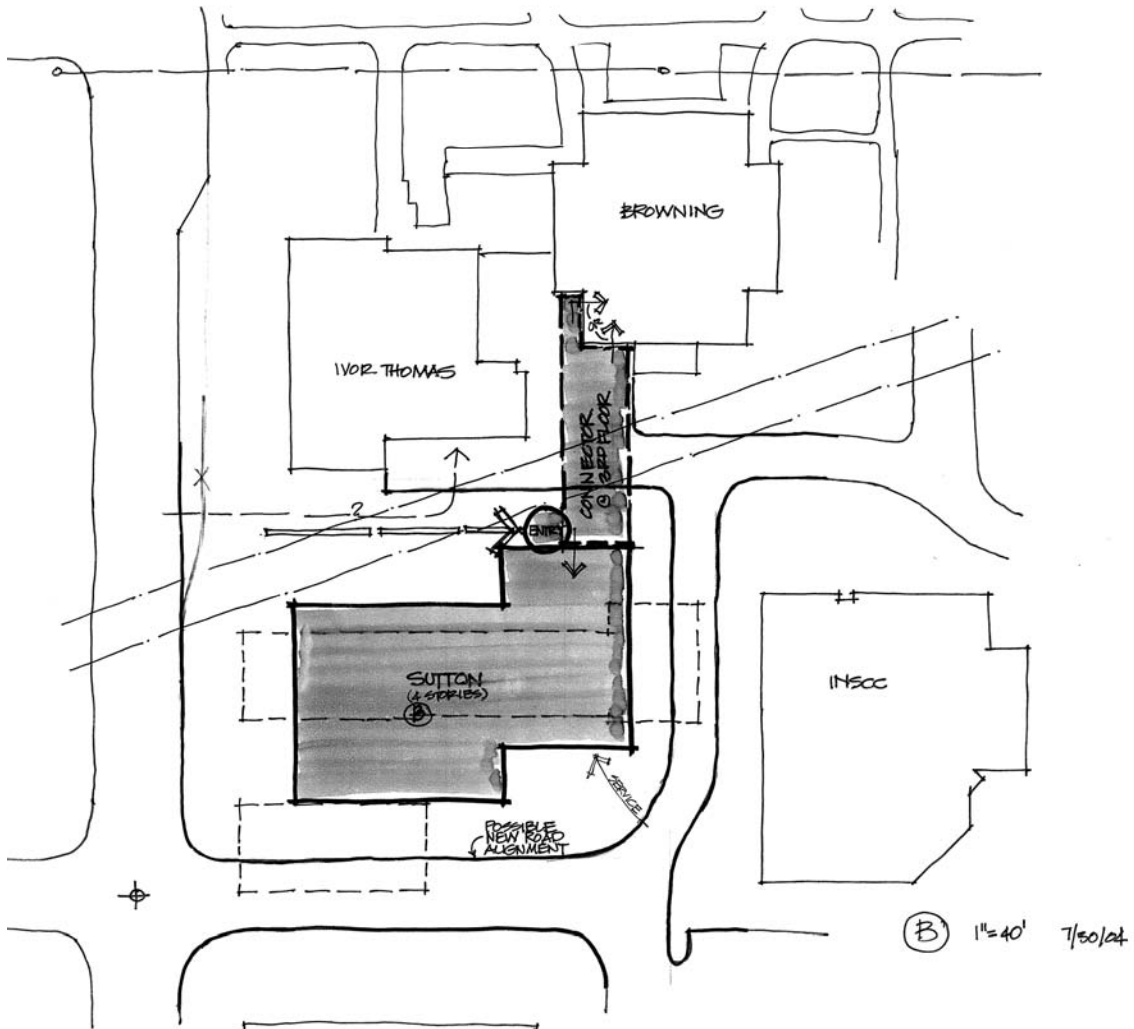 BROWNING
IVOR THOMAS
(OR)
CONNECTOR
@ 3RD FLOOR
?
ENTRY
SUTTON
(4 STORIES)
B
INSCC
SERVICE
POSSIBLE
NEW ROAD
ALIGNMENT
B 1"=40' 7/30/04